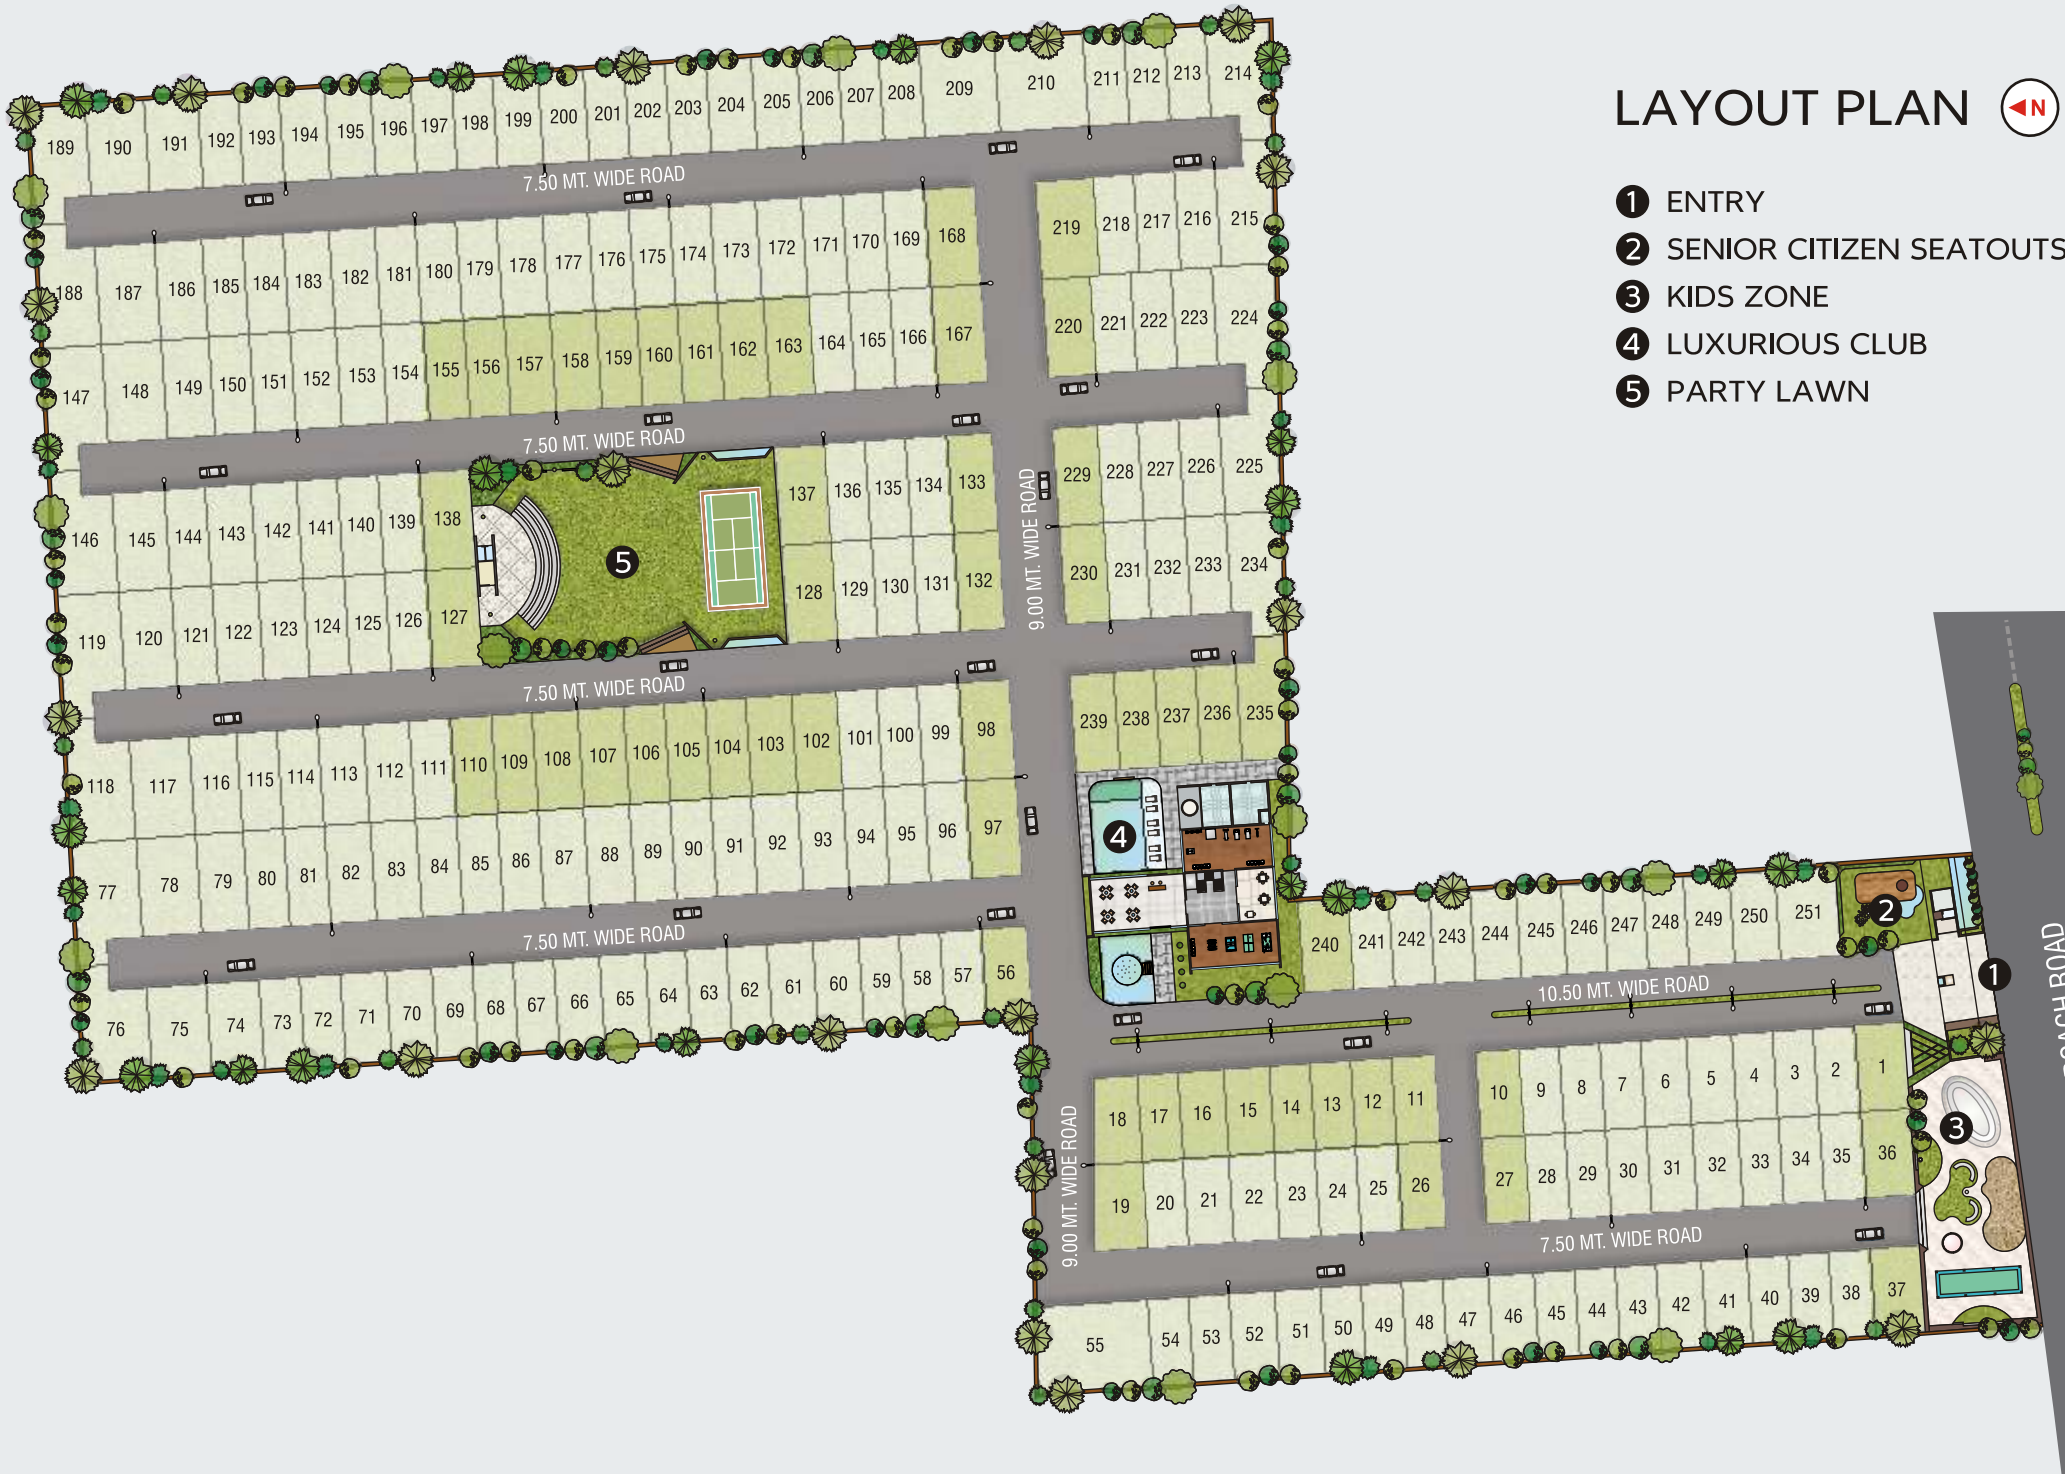 LAYOUT PLAN
N
1 ENTRY
2 SENIOR CITIZEN SEATOUTS
3 KIDS ZONE
4 LUXURIOUS CLUB
5 PARTY LAWN
189 190 191 192 193 194 195 196 197 198 199 200 201 202 203 204 205 206 207 208 209 210 211 212 213 214
7.50 MT. WIDE ROAD
188 187 186 185 184 183 182 181 180 179 178 177 176 175 174 173 172 171 170 169 168 219 218 217 216 215
147 148 149 150 151 152 153 154 155 156 157 158 159 160 161 162 163 164 165 166 167 220 221 222 223 224
7.50 MT. WIDE ROAD
9.00 MT. WIDE ROAD
146 145 144 143 142 141 140 139 138 137 136 135 134 133 229 228 227 226 225
5
119 120 121 122 123 124 125 126 127 128 129 130 131 132 230 231 232 233 234
7.50 MT. WIDE ROAD
118 117 116 115 114 113 112 111 110 109 108 107 106 105 104 103 102 101 100 99 98 239 238 237 236 235
4
77 78 79 80 81 82 83 84 85 86 87 88 89 90 91 92 93 94 95 96 97
7.50 MT. WIDE ROAD
76 75 74 73 72 71 70 69 68 67 66 65 64 63 62 61 60 59 58 57 56
240 241 242 243 244 245 246 247 248 249 250 251
2
1
10.50 MT. WIDE ROAD
ROACH ROAD
9.00 MT. WIDE ROAD
18 17 16 15 14 13 12 11 10 9 8 7 6 5 4 3 2 1
3
19 20 21 22 23 24 25 26 27 28 29 30 31 32 33 34 35 36
7.50 MT. WIDE ROAD
55 54 53 52 51 50 49 48 47 46 45 44 43 42 41 40 39 38 37